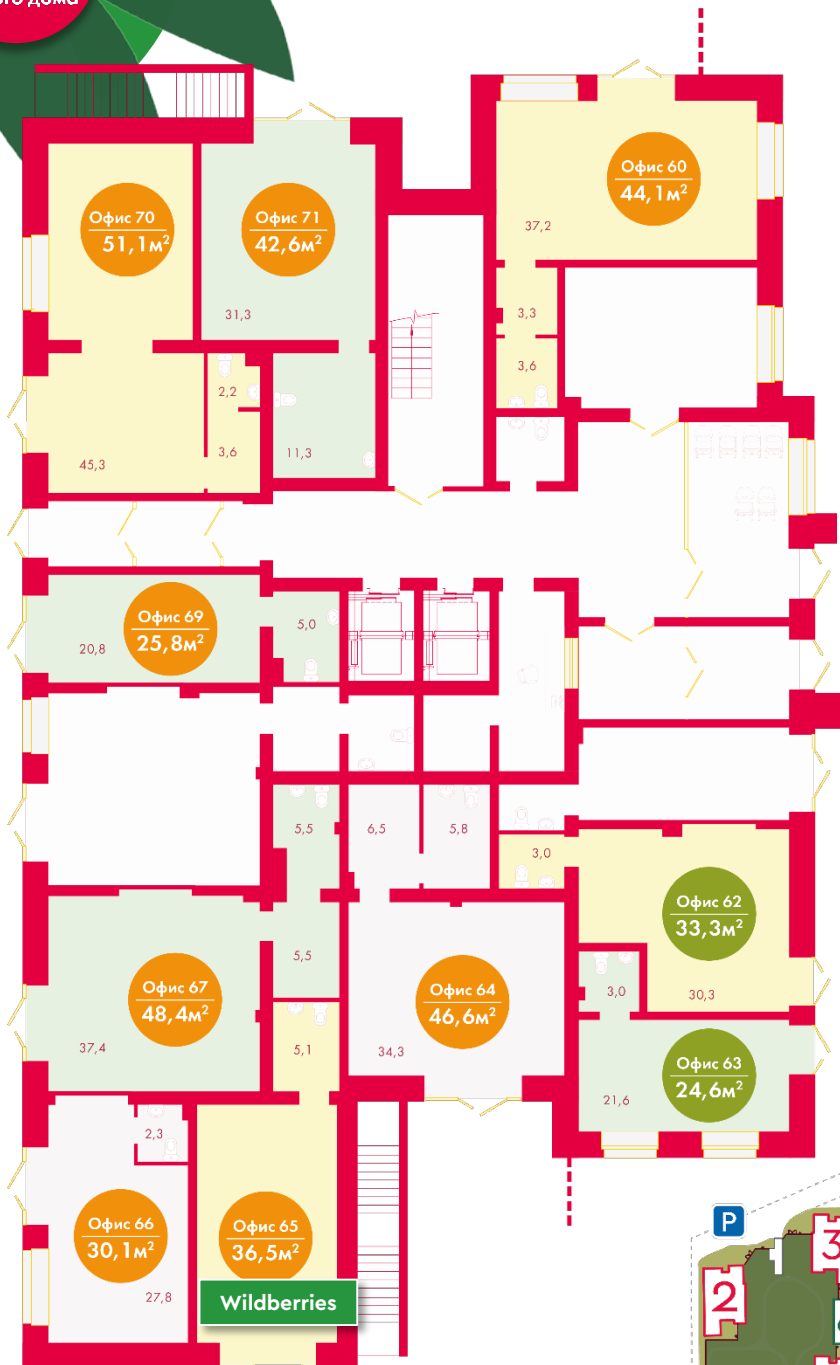 ого дома
Офис 60
44,1м²
37,2
3,3
3,6
Офис 70
51,1м²
Офис 71
42,6м²
31,3
2,2
3,6
45,3
11,3
Офис 69
25,8м²
20,8
5,0
5,5
6,5
5,8
3,0
Офис 62
33,3м²
30,3
5,5
Офис 67
48,4м²
37,4
Офис 64
46,6м²
34,3
3,0
5,1
Офис 63
24,6м²
21,6
2,3
Офис 66
30,1м²
27,8
Офис 65
36,5м²
Wildberries
P
2
3